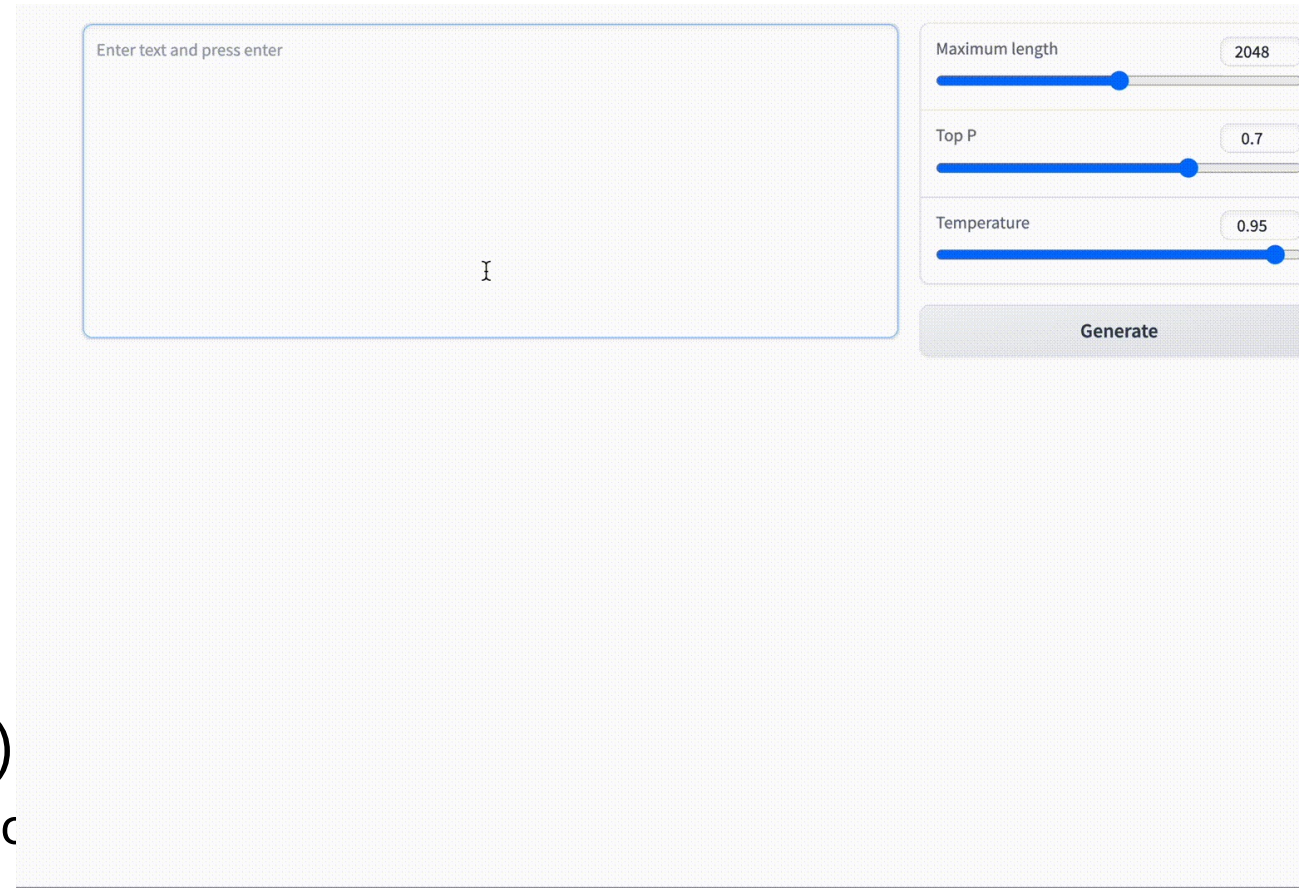 Enter text and press enter
Maximum length
2048
Top P
0.7
Temperature
0.95
Generate
)